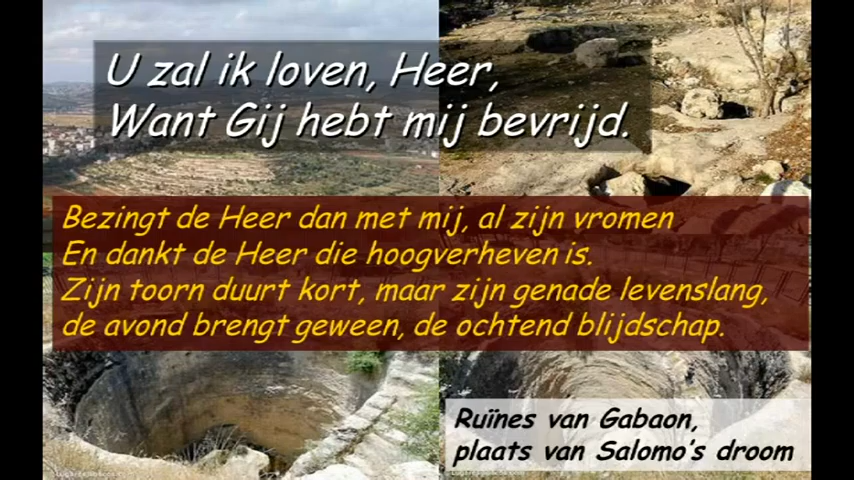 U zal ik loven, Heer,
Want Gij hebt mij bevrijd.
Bezingt de Heer dan met mij, al zijn vromen
En dankt de Heer die hoogverheven is.
Zijn toorn duurt kort, maar zijn genade levenslang,
de avond brengt geween, de ochtend blijdschap.
Ruïnes van Gabaon,
plaats van Salomo's droom